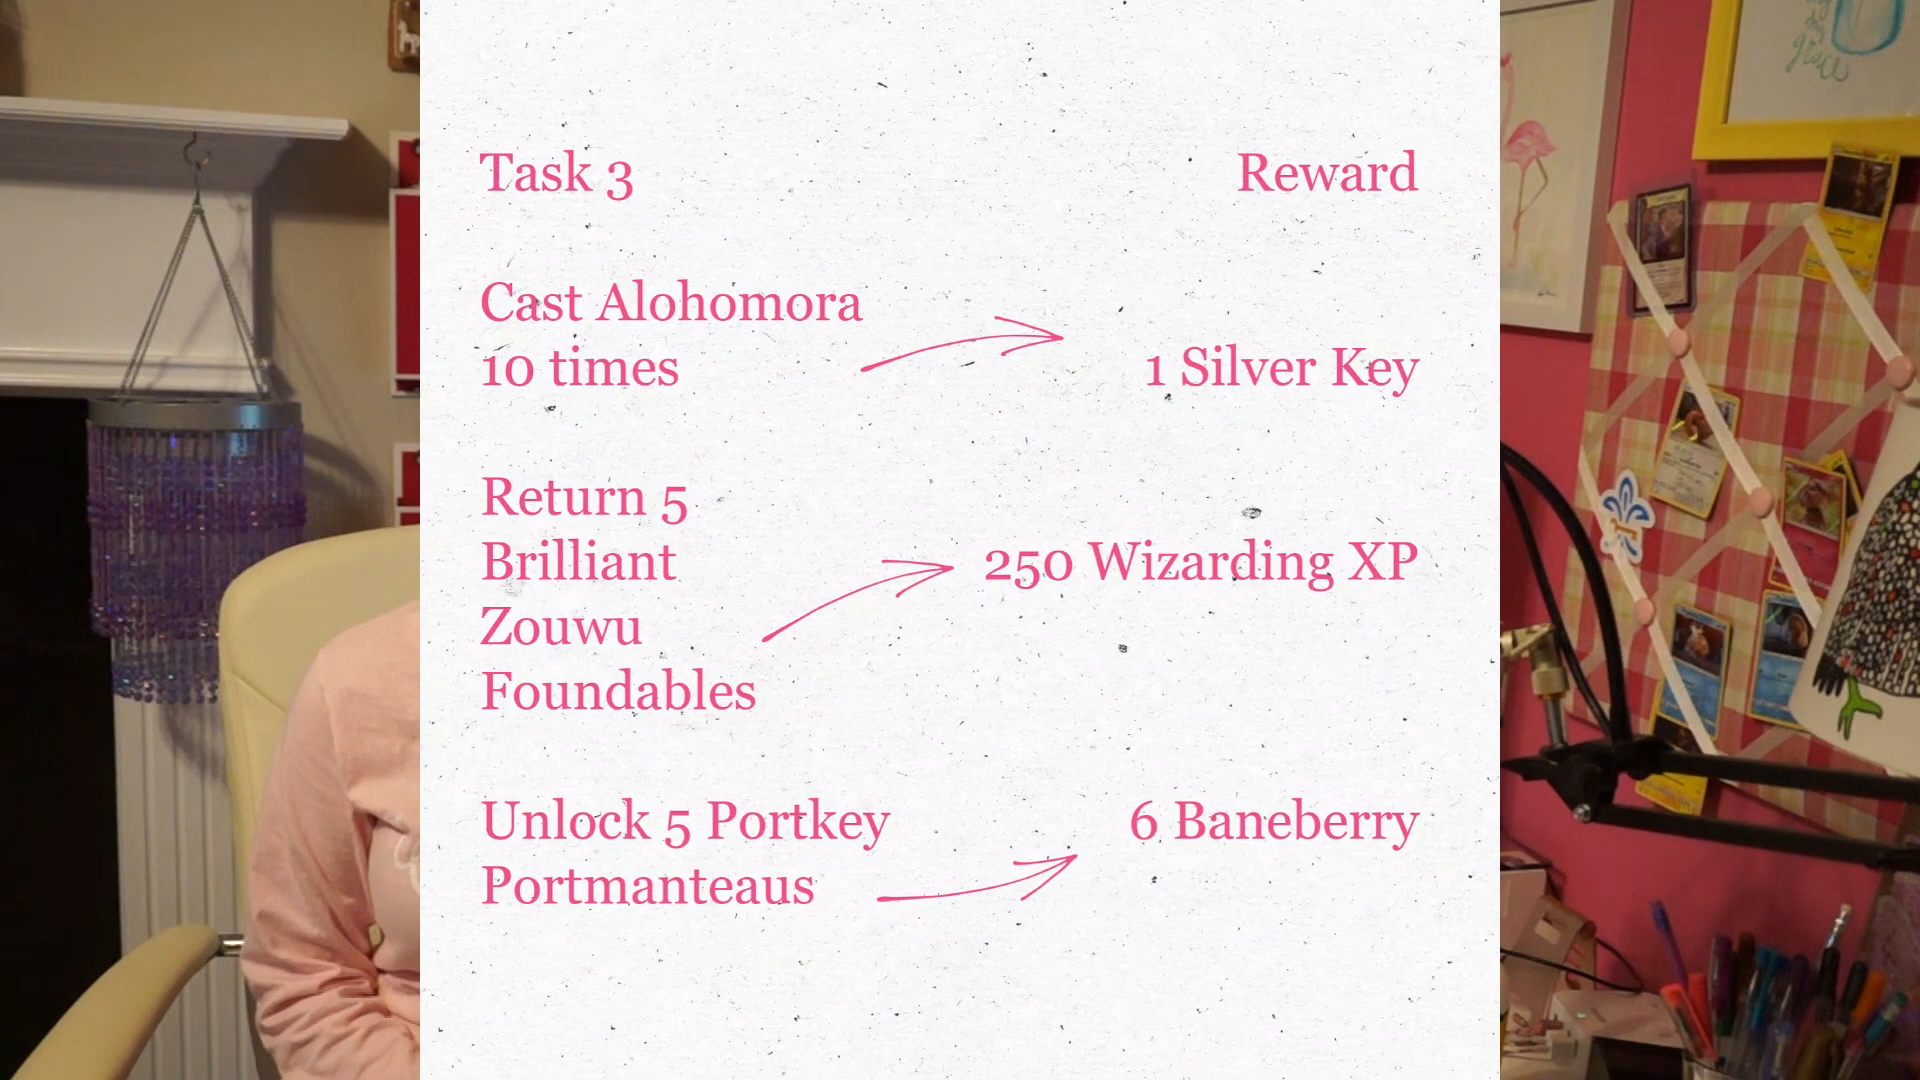 Task 3 Reward
Cast Alohomora
10 times 1 Silver Key
Return 5
Brilliant 250 Wizarding XP
Zouwu
Foundables
Unlock 5 Portkey 6 Baneberry
Portmanteaus